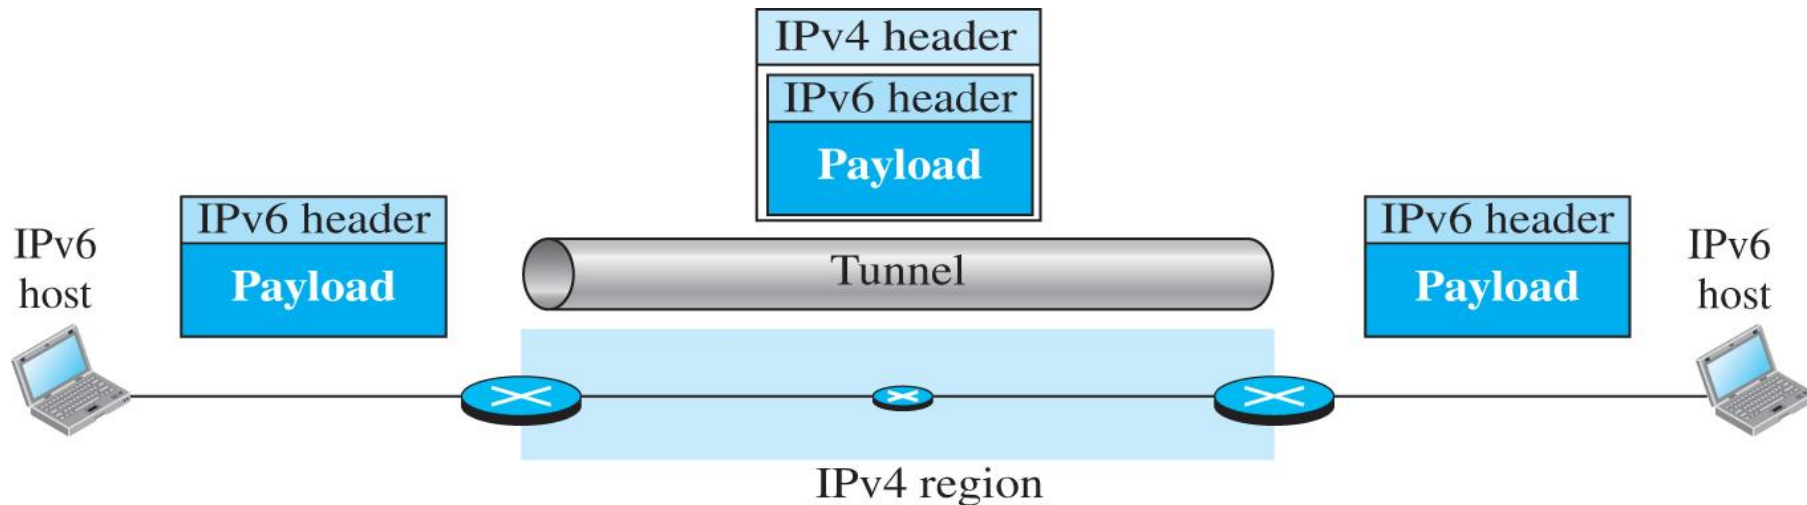 IPv4 header
IPv6 header
Payload
IPv6
host
IPv6 header
Payload
Tunnel
IPv6 header
Payload
IPv6
host
IPv4 region